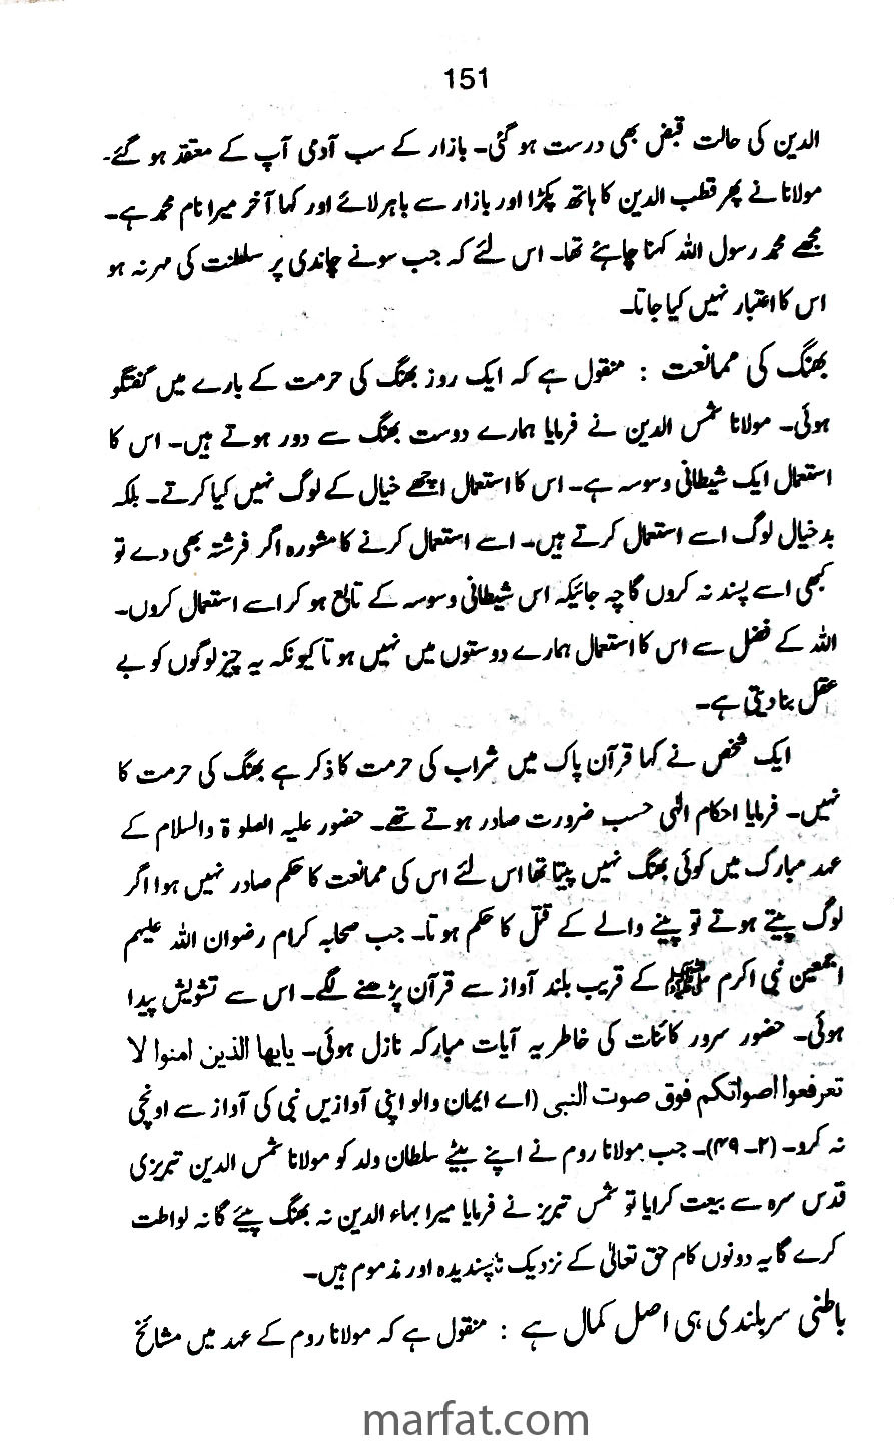 151
الدین کی حالت قبض بھی درست ہو گئی۔ بازار کے سب آدمی آپ کے معتقد ہو گئے۔
مولانا نے پھر قطب الدین کا ہاتھ پکڑا اور بازار سے باہر لائے اور کہا آخر میرا نام محمد ہے۔
مجھے محمد رسول اللہ کہنا چاہئے تھا۔ اس لئے کہ جب سونے چاندی پر سلطنت کی مہر نہ ہو
اس کا اعتبار نہیں کیا جاتا۔
بھنگ کی ممانعت : منقول ہے کہ ایک روز بھنگ کی حرمت کے بارے میں گفتگو
ہوئی۔ مولانا شمس الدین نے فرمایا ہمارے دوست بھنگ سے دور ہوتے ہیں۔ اس کا
استعمال ایک شیطانی وسوسہ ہے۔ اس کا استعمال اچھے خیال کے لوگ نہیں کیا کرتے۔ بلکہ
بد خیال لوگ اسے استعمال کرتے ہیں۔ اسے استعمال کرنے کا مشورہ اگر فرشتہ بھی دے تو
کبھی اسے پسند نہ کروں گا چہ جائیکہ اس شیطانی وسوسہ کے تابع ہو کر اسے استعمال کروں۔
اللہ کے فضل سے اس کا استعمال ہمارے دوستوں میں نہیں ہوتا کیونکہ یہ چیز لوگوں کو بے
عقل بنا دیتی ہے۔
ایک شخص نے کہا قرآن پاک میں شراب کی حرمت کا ذکر ہے بھنگ کی حرمت کا
نہیں۔ فرمایا احکام الٰہی حسب ضرورت صادر ہوتے تھے۔ حضور علیہ الصلو ة والسلام کے
عہد مبارک میں کوئی بھنگ نہیں پیتا تھا اس لئے اس کی ممانعت کا حکم صادر نہیں ہوا اگر
لوگ پیتے ہوتے تو پینے والے کے قتل کا حکم ہوتا۔ جب صحابہ کرام رضوان اللہ علیہم
اجمعین نبی اکرم ﷺ کے قریب بلند آواز سے قرآن پڑھنے لگے۔ اس سے تشویش پیدا
ہوئی۔ حضور سرور کائنات کی خاطر یہ آیات مبارکہ نازل ہوئی۔ یایھا الذین امنوا لا
تعرفعوا اصواتکم فوق صوت النبی (اے ایمان والو اپنی آوازیں نبی کی آواز سے اونچی
نہ کرو۔ (۲۔ ۴۹)۔ جب مولانا روم نے اپنے بیٹے سلطان ولد کو مولانا شمس الدین تبریزی
قدس سرہ سے بیعت کرایا تو شمس تبریز نے فرمایا میرا بہاء الدین نہ بھنگ پیئے گا نہ لواطت
کرے گا یہ دونوں کام حق تعالیٰ کے نزدیک ناپسندیدہ اور مذموم ہیں۔
باطنی سربلندی ہی اصل کمال ہے : منقول ہے کہ مولانا روم کے عہد میں مشائخ
marfat.com